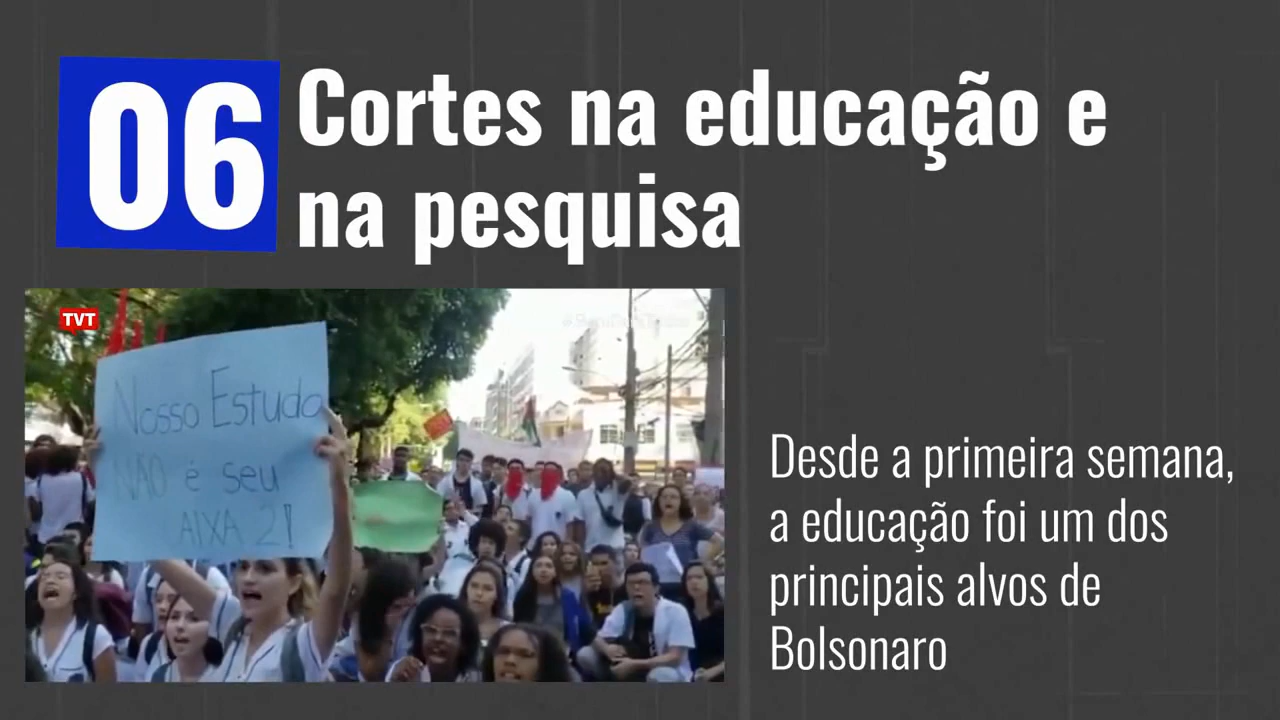 06
Cortes na educação e
na pesquisa
TVT
Nosso Estudo
NÃO é seu
AIXA 2!
Desde a primeira semana,
a educação foi um dos
principais alvos de
Bolsonaro